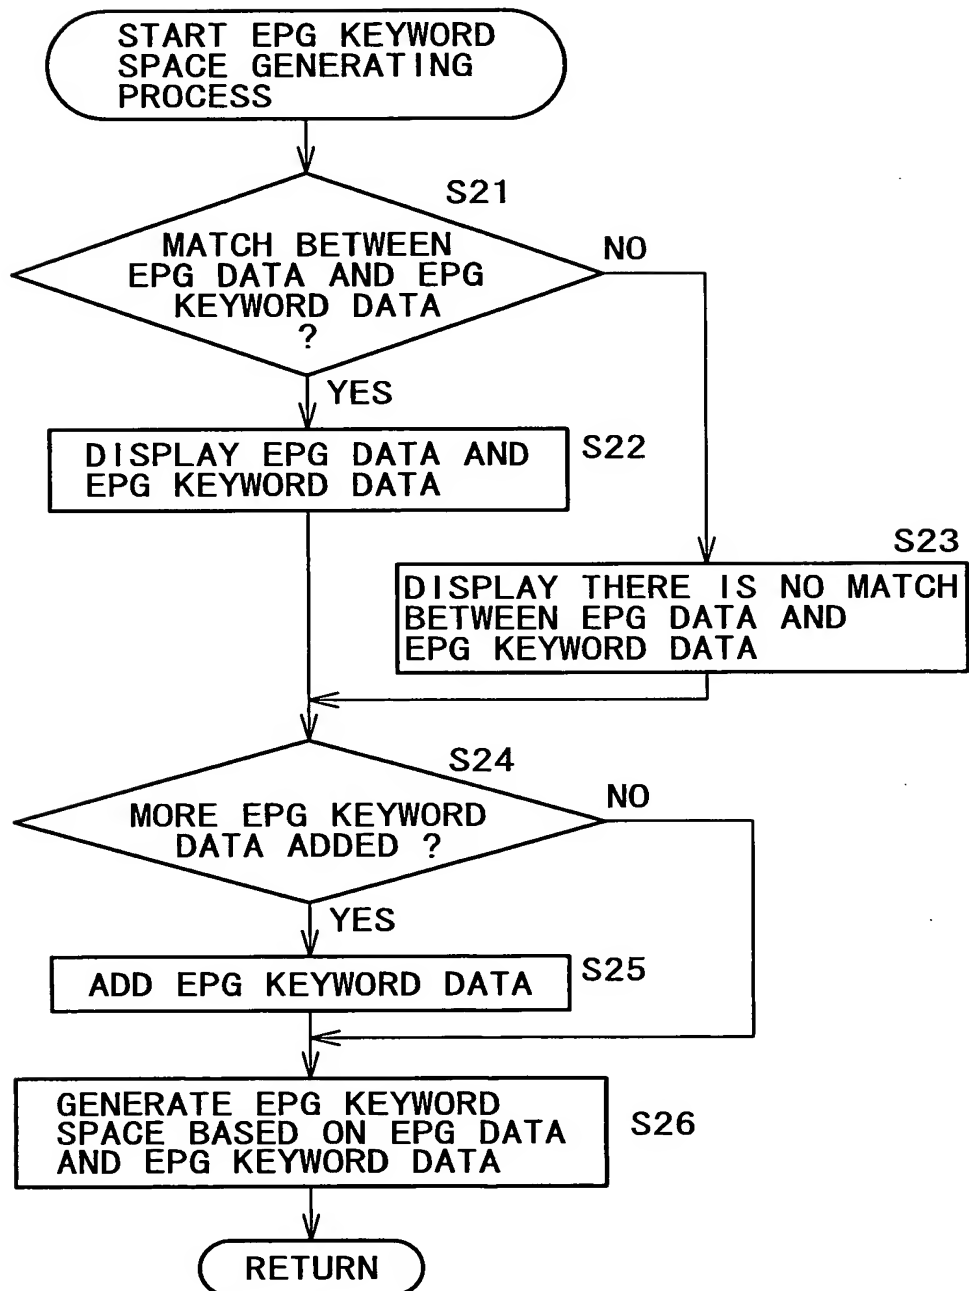 START EPG KEYWORD
SPACE GENERATING
PROCESS
S21
MATCH BETWEEN
EPG DATA AND EPG
KEYWORD DATA
?
NO
YES
S22
DISPLAY EPG DATA AND
EPG KEYWORD DATA
S23
DISPLAY THERE IS NO MATCH
BETWEEN EPG DATA AND
EPG KEYWORD DATA
S24
MORE EPG KEYWORD
DATA ADDED ?
NO
YES
S25
ADD EPG KEYWORD DATA
GENERATE EPG KEYWORD
SPACE BASED ON EPG DATA
AND EPG KEYWORD DATA
S26
RETURN